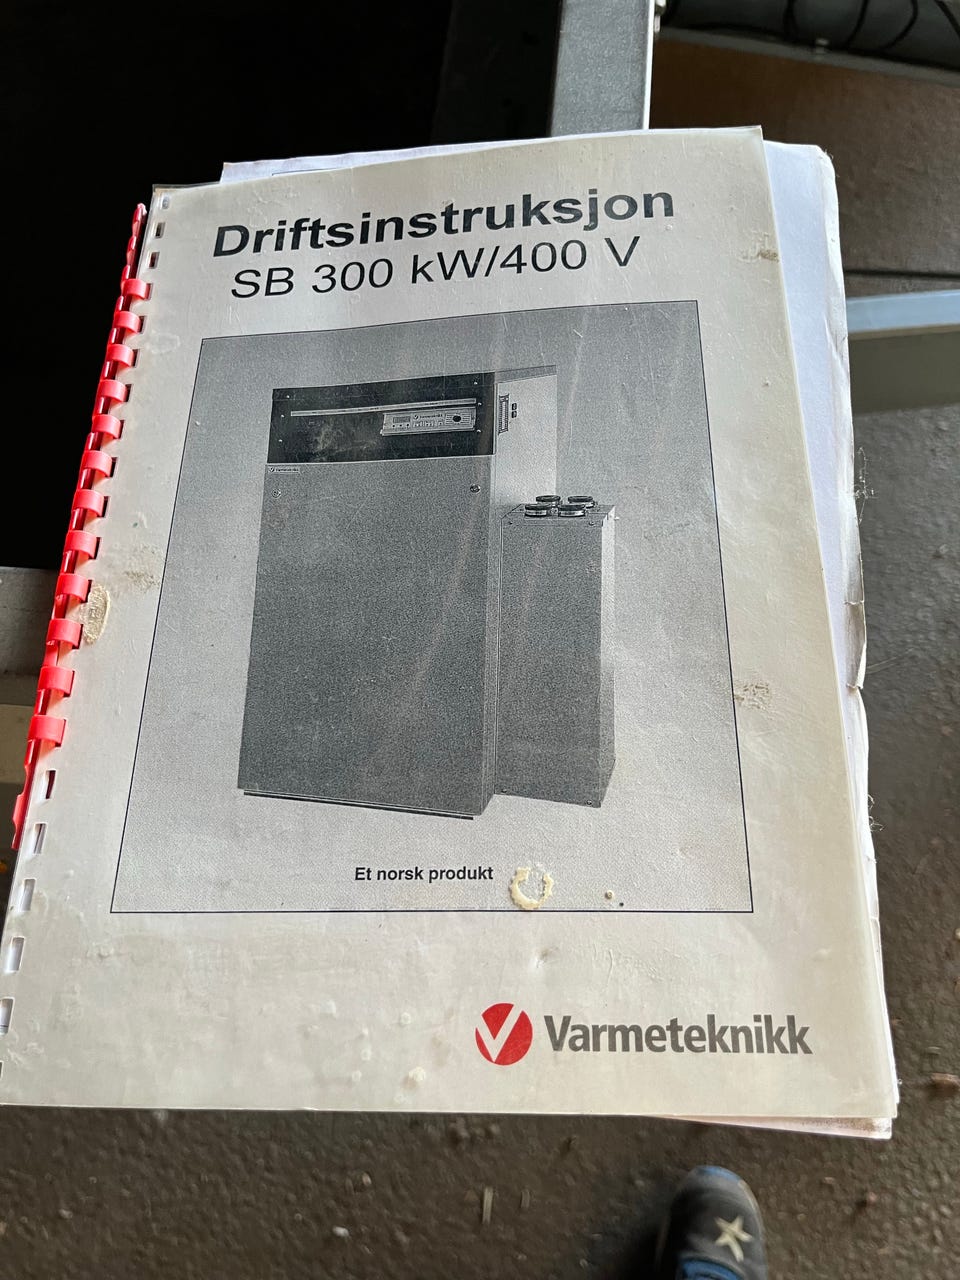 Driftsinstruksjon
SB 300 kW/400 V
Et norsk produkt
Varmeteknikk